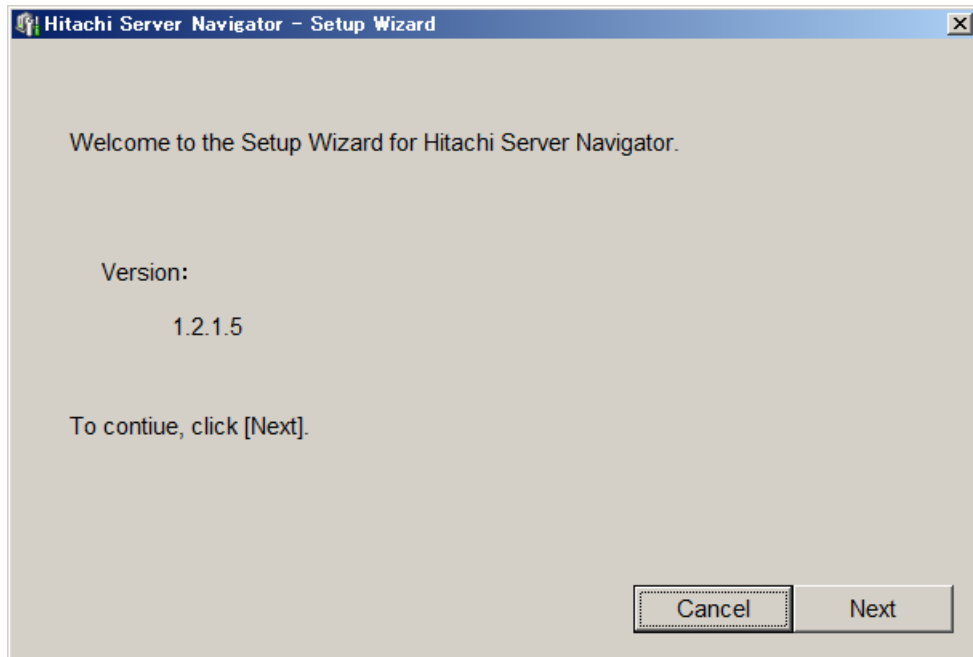 Hitachi Server Navigator - Setup Wizard
Welcome to the Setup Wizard for Hitachi Server Navigator.
Version:
1.2.1.5
To contiue, click [Next].
Cancel Next